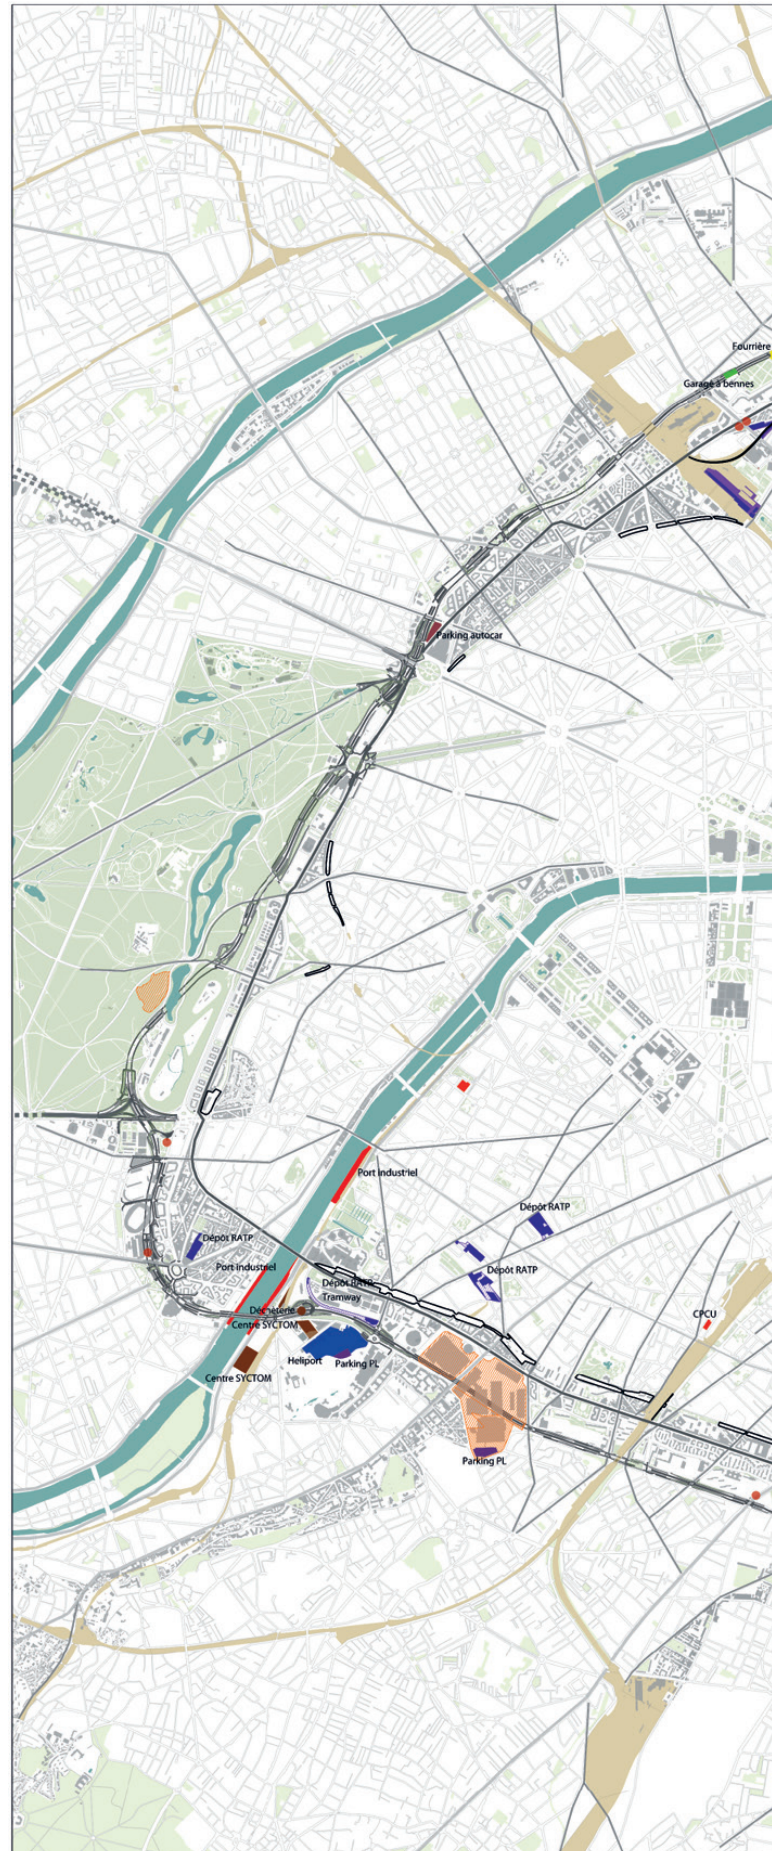 Fourrière
Garage à bennes
Parking autocar
Port industriel
Dépôt RATP
Dépôt RATP
Port industriel
Dépôt RATP
Dépôt RATP
Tramway
Déchèterie
CPCU
Centre SYCTOM
Heliport
Parking PL
Centre SYCTOM
Parking PL